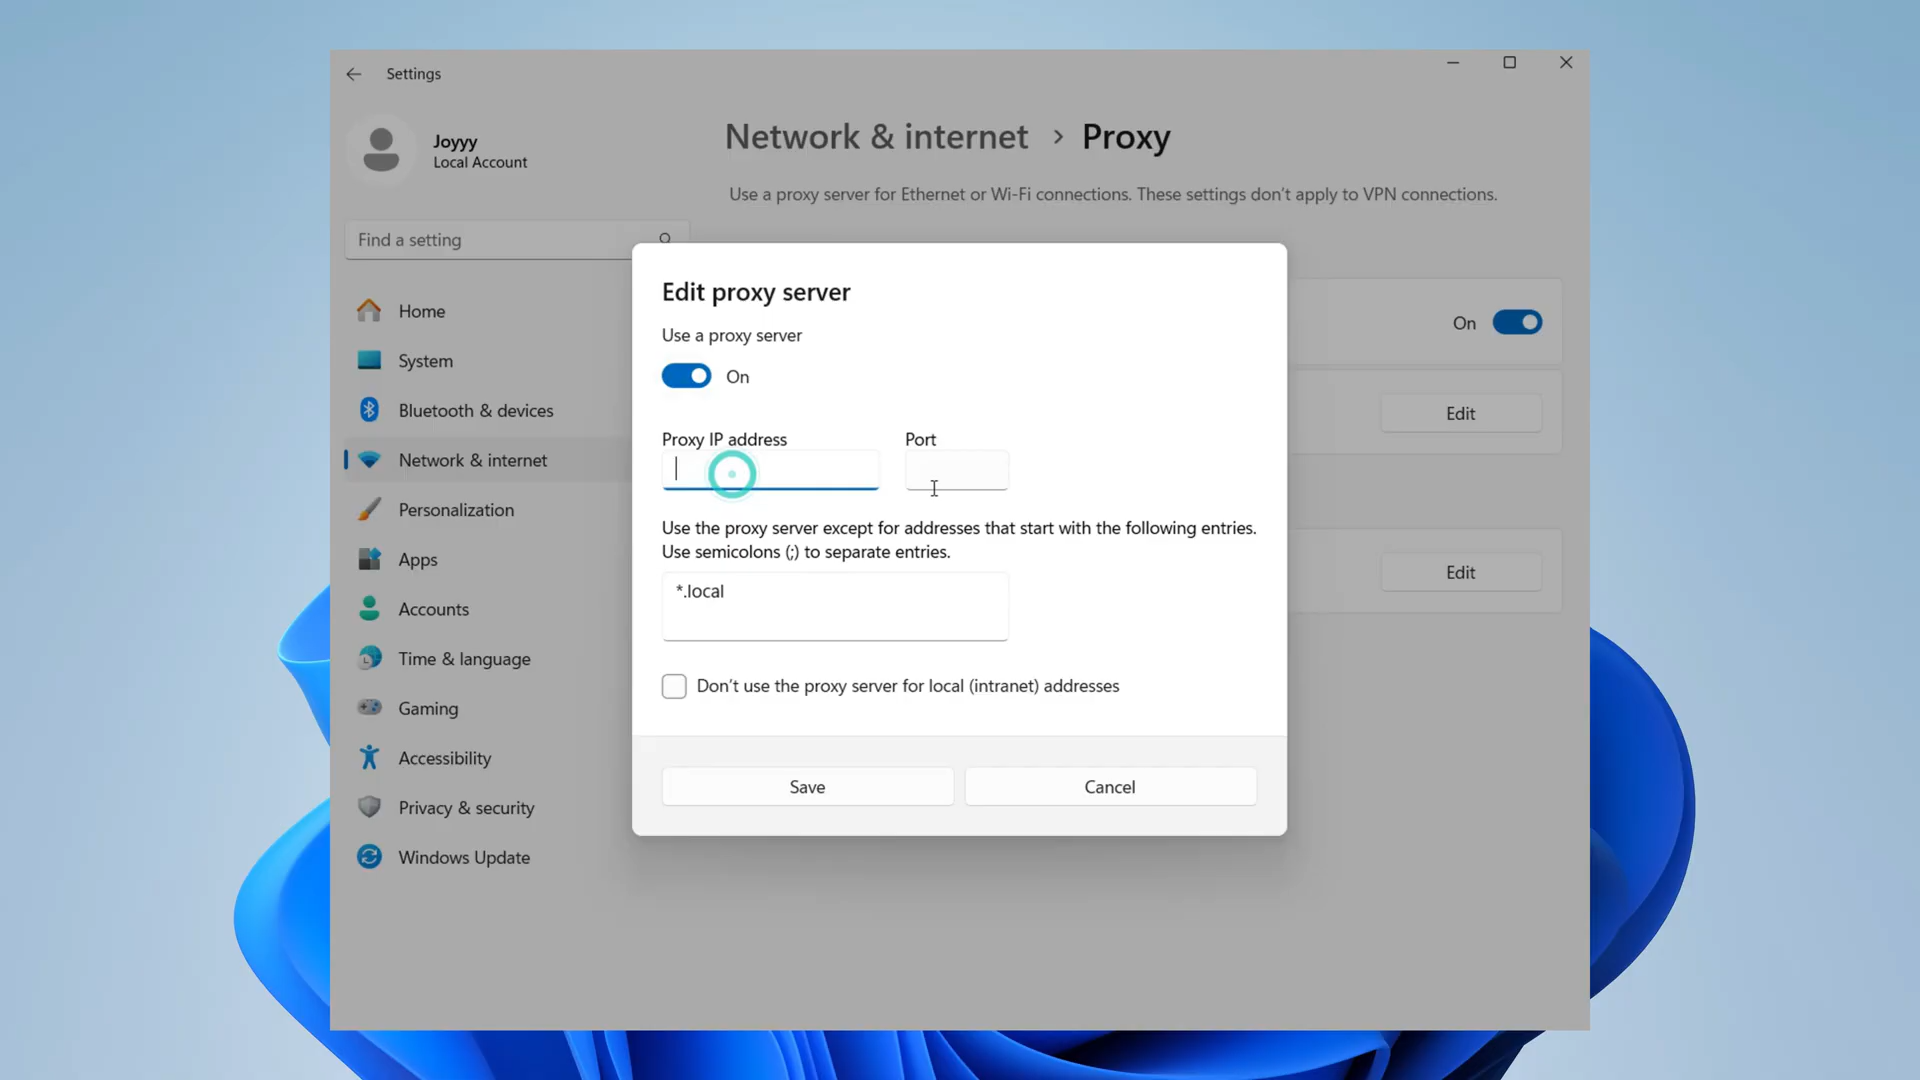 Settings
Joyyy
Local Account
Find a setting
Home
System
Bluetooth & devices
Network & internet
Personalization
Apps
Accounts
Time & language
Gaming
Accessibility
Privacy & security
Windows Update
Network & internet > Proxy
Use a proxy server for Ethernet or Wi-Fi connections. These settings don't apply to VPN connections.
On
Edit
Edit
Edit proxy server
Use a proxy server
On
Proxy IP address
Port
Use the proxy server except for addresses that start with the following entries.
Use semicolons (;) to separate entries.
*.local
Don't use the proxy server for local (intranet) addresses
Save
Cancel